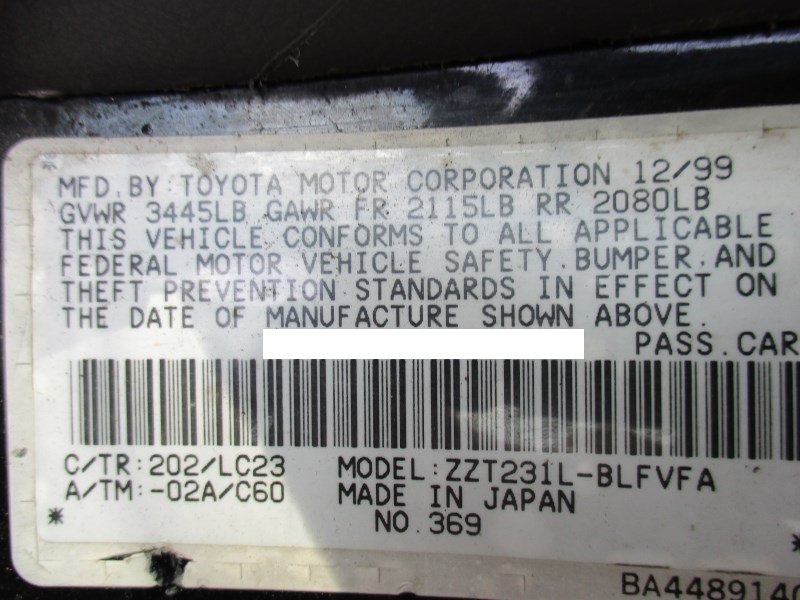 MFD.BY:TOYOTA MOTOR CORPORATION 12/99
GVWR 3445LB GAWR FR 2115LB RR 2080LB
THIS VEHICLE CONFORMS TO ALL APPLICABLE
FEDERAL MOTOR VEHICLE SAFETY.BUMPER.AND
THEFT PREVENTION STANDARDS IN EFFECT ON
THE DATE OF MANUFACTURE SHOWN ABOVE.
PASS.CAR
C/TR:202/LC23 MODEL:ZZT231L-BLFVFA
A/TM:-02A/C60 MADE IN JAPAN
* NO.369 *
BA4489140